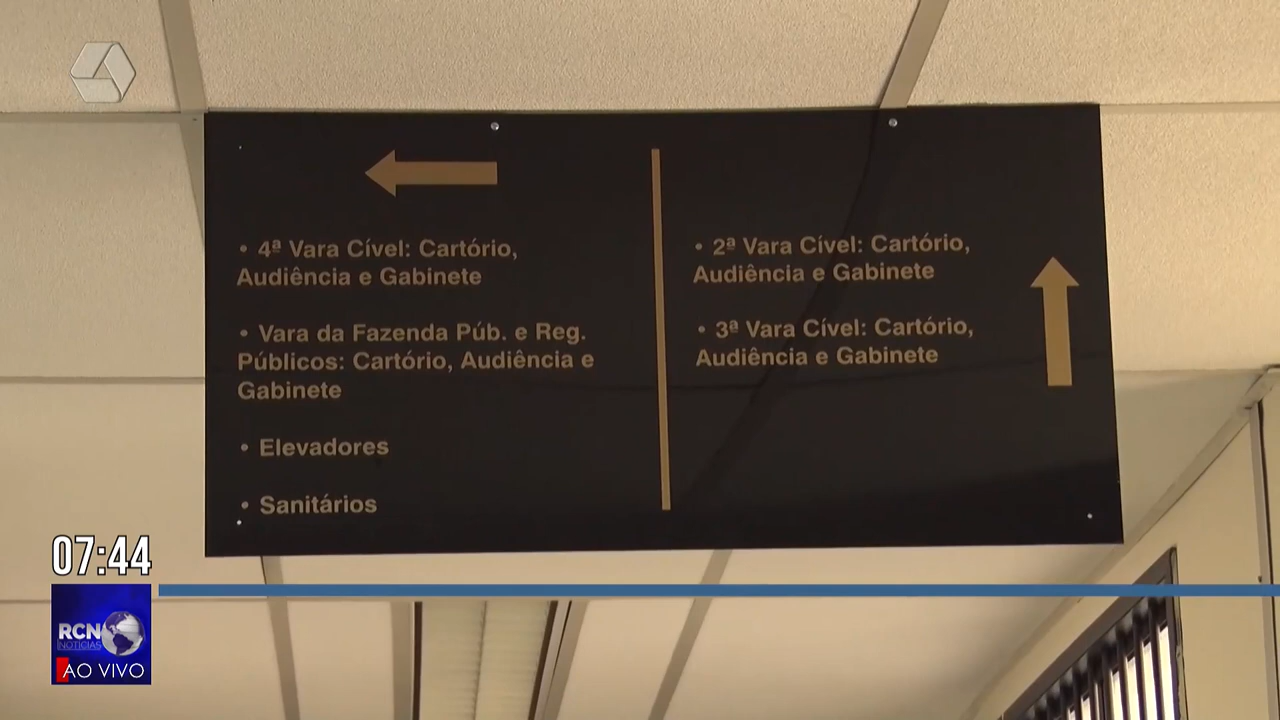 • 4ª Vara Cível: Cartório,
Audiência e Gabinete
• Vara da Fazenda Púb. e Reg.
Públicos: Cartório, Audiência e
Gabinete
• Elevadores
• Sanitários
• 2ª Vara Cível: Cartório,
Audiência e Gabinete
• 3ª Vara Cível: Cartório,
Audiência e Gabinete
07:44
RCN
NOTÍCIAS
AO VIVO